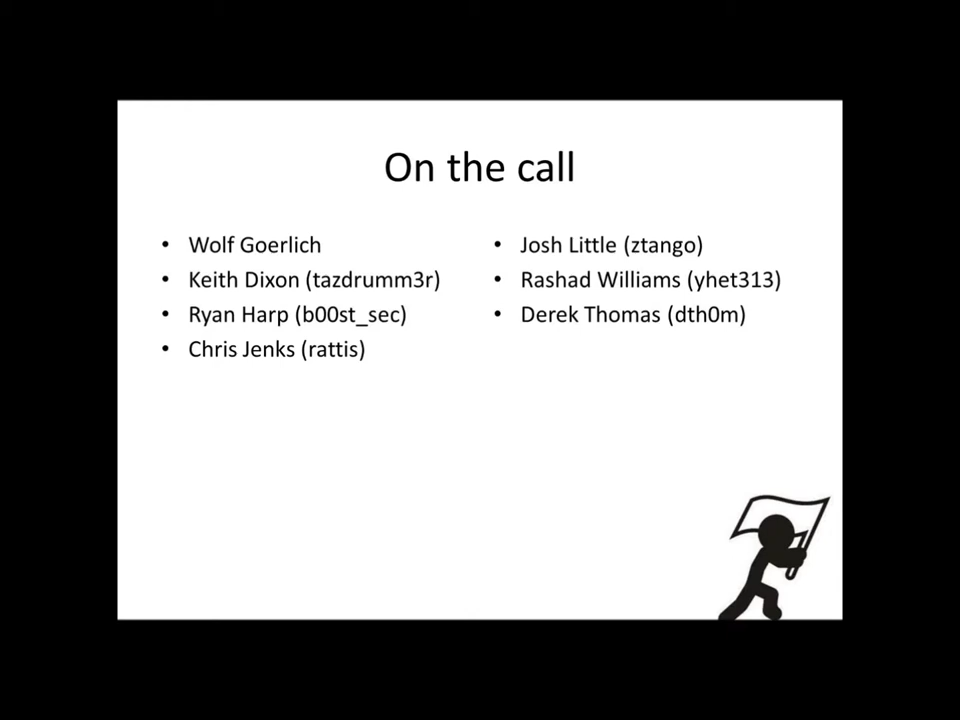 On the call
• Wolf Goerlich
• Keith Dixon (tazdrumm3r)
• Ryan Harp (b00st_sec)
• Chris Jenks (rattis)
• Josh Little (ztango)
• Rashad Williams (yhet313)
• Derek Thomas (dth0m)